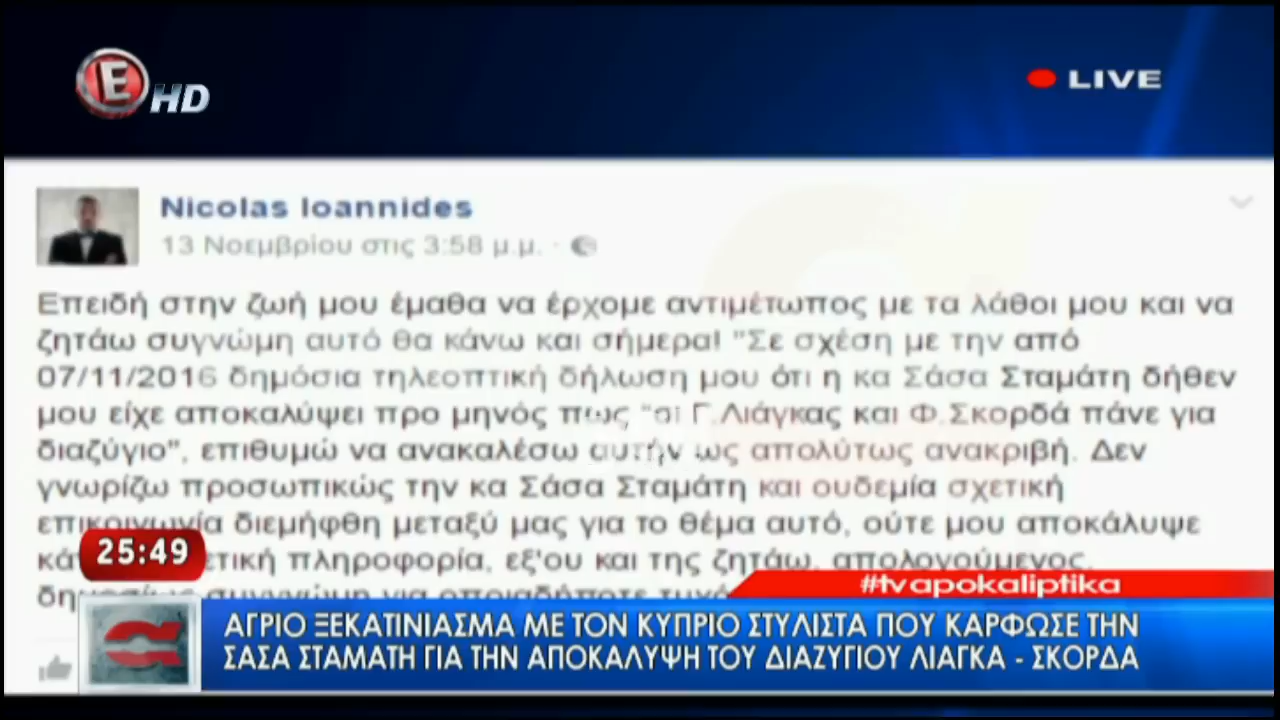 E HD
LIVE
Nicolas Ioannides
13 Νοεμβρίου στις 3:58 μ.μ. ·
Επειδή στην ζωή μου έμαθα να έρχομε αντιμέτωπος με τα λάθοι μου και να
ζητάω συγνώμη αυτό θα κάνω και σήμερα! "Σε σχέση με την από
07/11/2016 δημόσια τηλεοπτική δήλωση μου ότι η κα Σάσα Σταμάτη δήθεν
μου είχε αποκαλύψει προ μηνός πως "οι Γ.Λιάγκας και Φ.Σκορδά πάνε για
διαζύγιο", επιθυμώ να ανακαλέσω αυτήν ως απολύτως ανακριβή. Δεν
γνωρίζω προσωπικώς την κα Σάσα Σταμάτη και ουδεμία σχετική
επικοινωνία διεμήφθη μεταξύ μας για το θέμα αυτό, ούτε μου αποκάλυψε
πληροφορία, εξ'ου και της ζητάω, απολογούμενος,
συγνώμη για οποιαδήποτε
25:49
#tvapokaliptika
ΑΓΡΙΟ ΞΕΚΑΤΙΝΙΑΣΜΑ ΜΕ ΤΟΝ ΚΥΠΡΙΟ ΣΤΥΛΙΣΤΑ ΠΟΥ ΚΑΡΦΩΣΕ ΤΗΝ
ΣΑΣΑ ΣΤΑΜΑΤΗ ΓΙΑ ΤΗΝ ΑΠΟΚΑΛΥΨΗ ΤΟΥ ΔΙΑΖΥΓΙΟΥ ΛΙΑΓΚΑ - ΣΚΟΡΔΑ